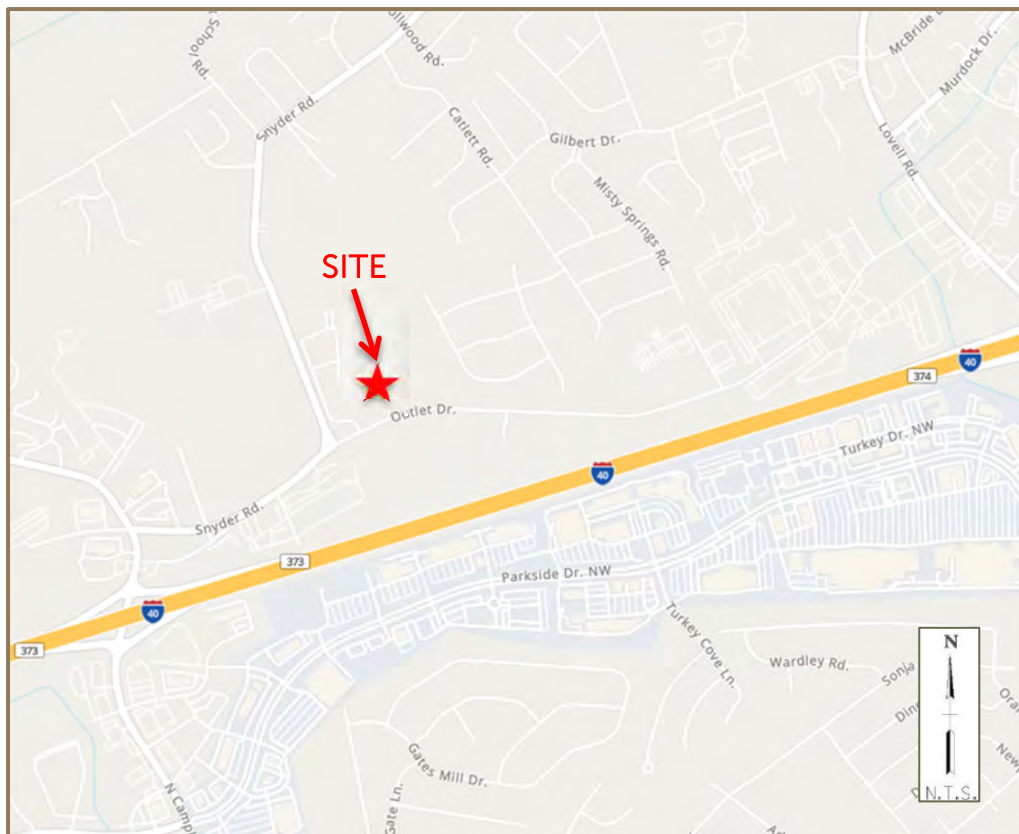 School Rd.
ollwood Rd.
McBride
Murdock Dr.
Snyder Rd.
Catlett Rd.
Gilbert Dr.
Lovell Rd.
Misty Springs Rd.
SITE
40
374
Outlet Dr.
Turkey Dr. NW
40
Snyder Rd.
373
Parkside Dr. NW
40
373
Turkey Cove Ln.
Wardley Rd.
Sonja
N
Gates Mill Dr.
N Camp
Gate Ln.
N.T.S.